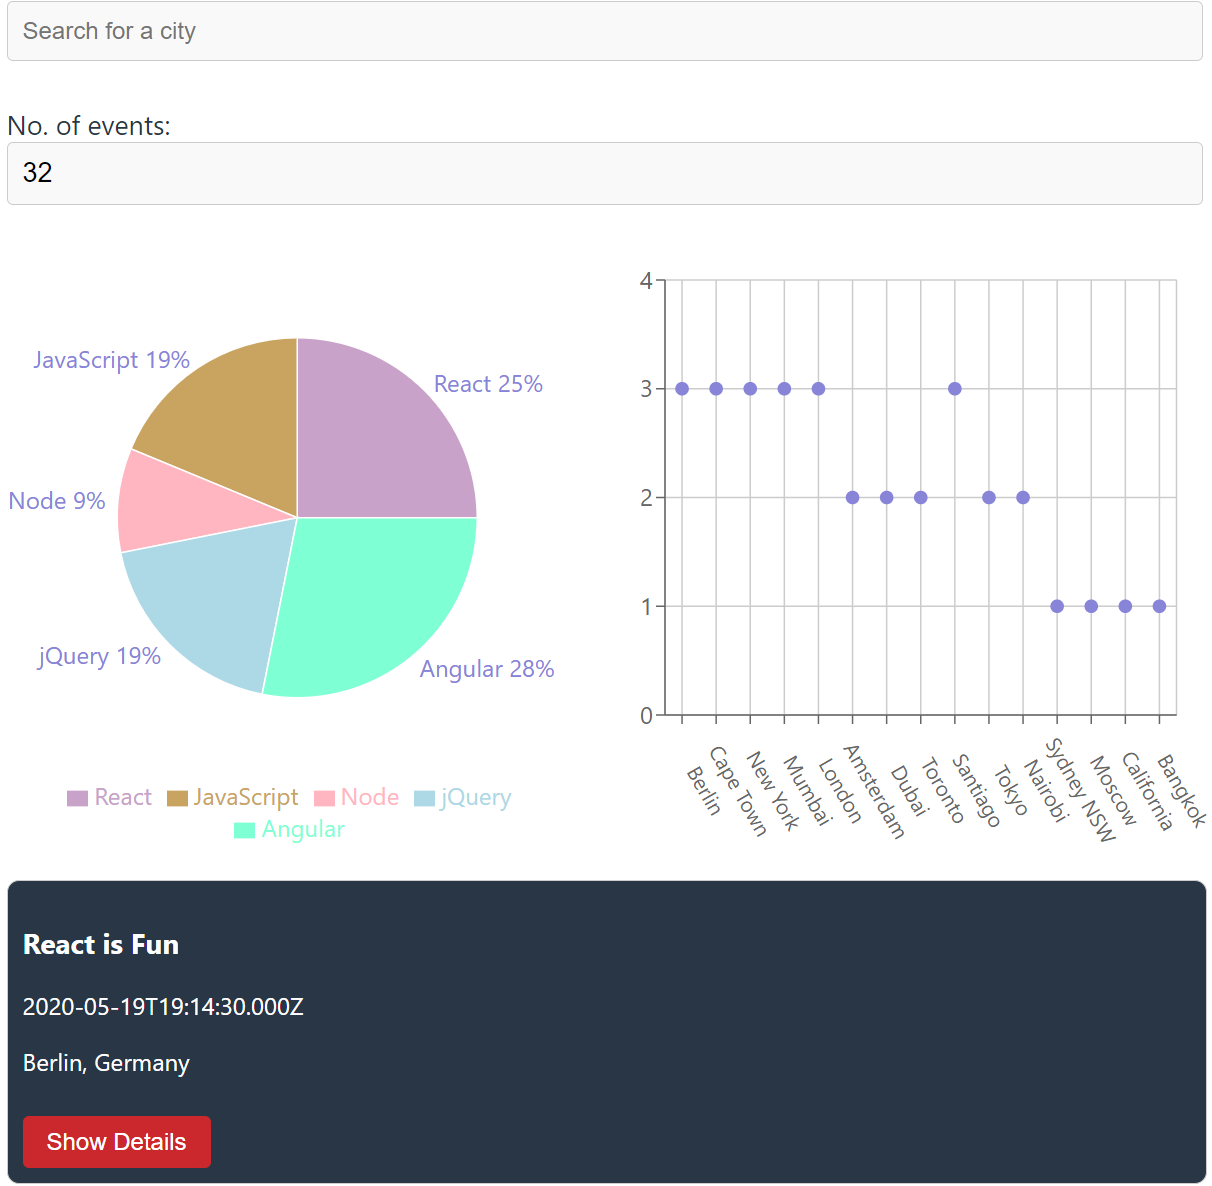 Search for a city
No. of events:
32
JavaScript 19%
React 25%
Node 9%
jQuery 19%
Angular 28%
React
JavaScript
Node
jQuery
Angular
4
3
2
1
0
Berlin
Cape Town
New York
Mumbai
London
Amsterdam
Dubai
Toronto
Santiago
Tokyo
Nairobi
Sydney NSW
Moscow
California
Bangkok
React is Fun
2020-05-19T19:14:30.000Z
Berlin, Germany
Show Details